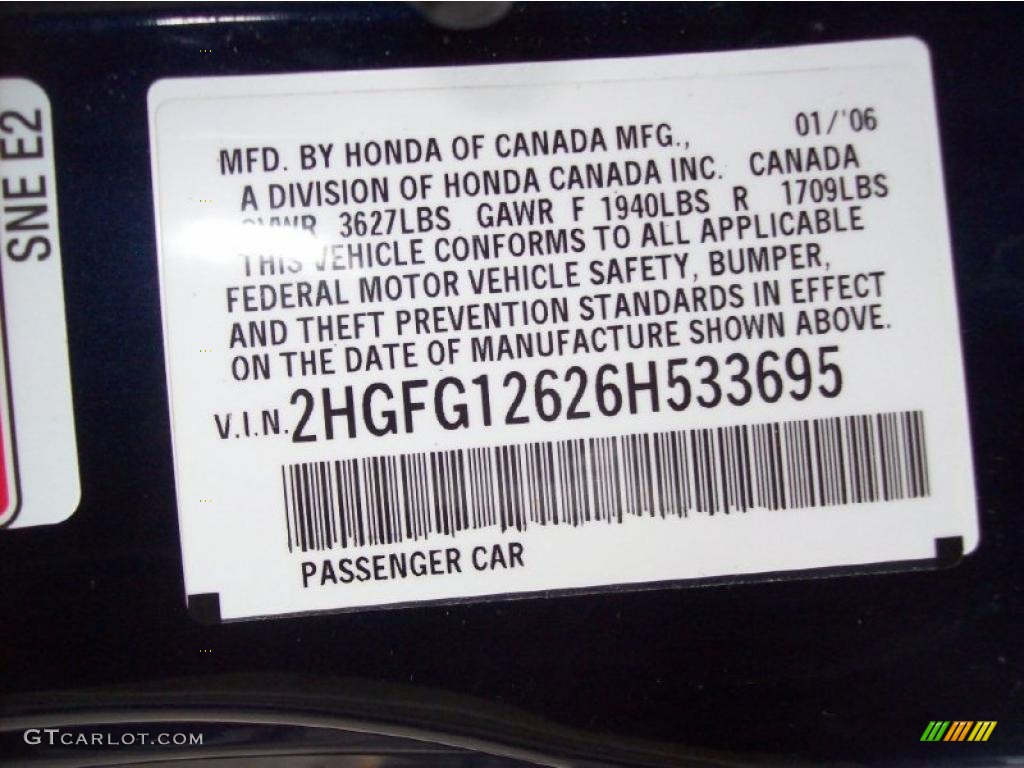 SNE E2
01/'06
MFD. BY HONDA OF CANADA MFG.,
A DIVISION OF HONDA CANADA INC. CANADA
GVWR 3627LBS GAWR F 1940LBS R 1709LBS
THIS VEHICLE CONFORMS TO ALL APPLICABLE
FEDERAL MOTOR VEHICLE SAFETY, BUMPER,
AND THEFT PREVENTION STANDARDS IN EFFECT
ON THE DATE OF MANUFACTURE SHOWN ABOVE.
V.I.N. 2HGFG12626H533695
PASSENGER CAR
GTCARLOT.COM